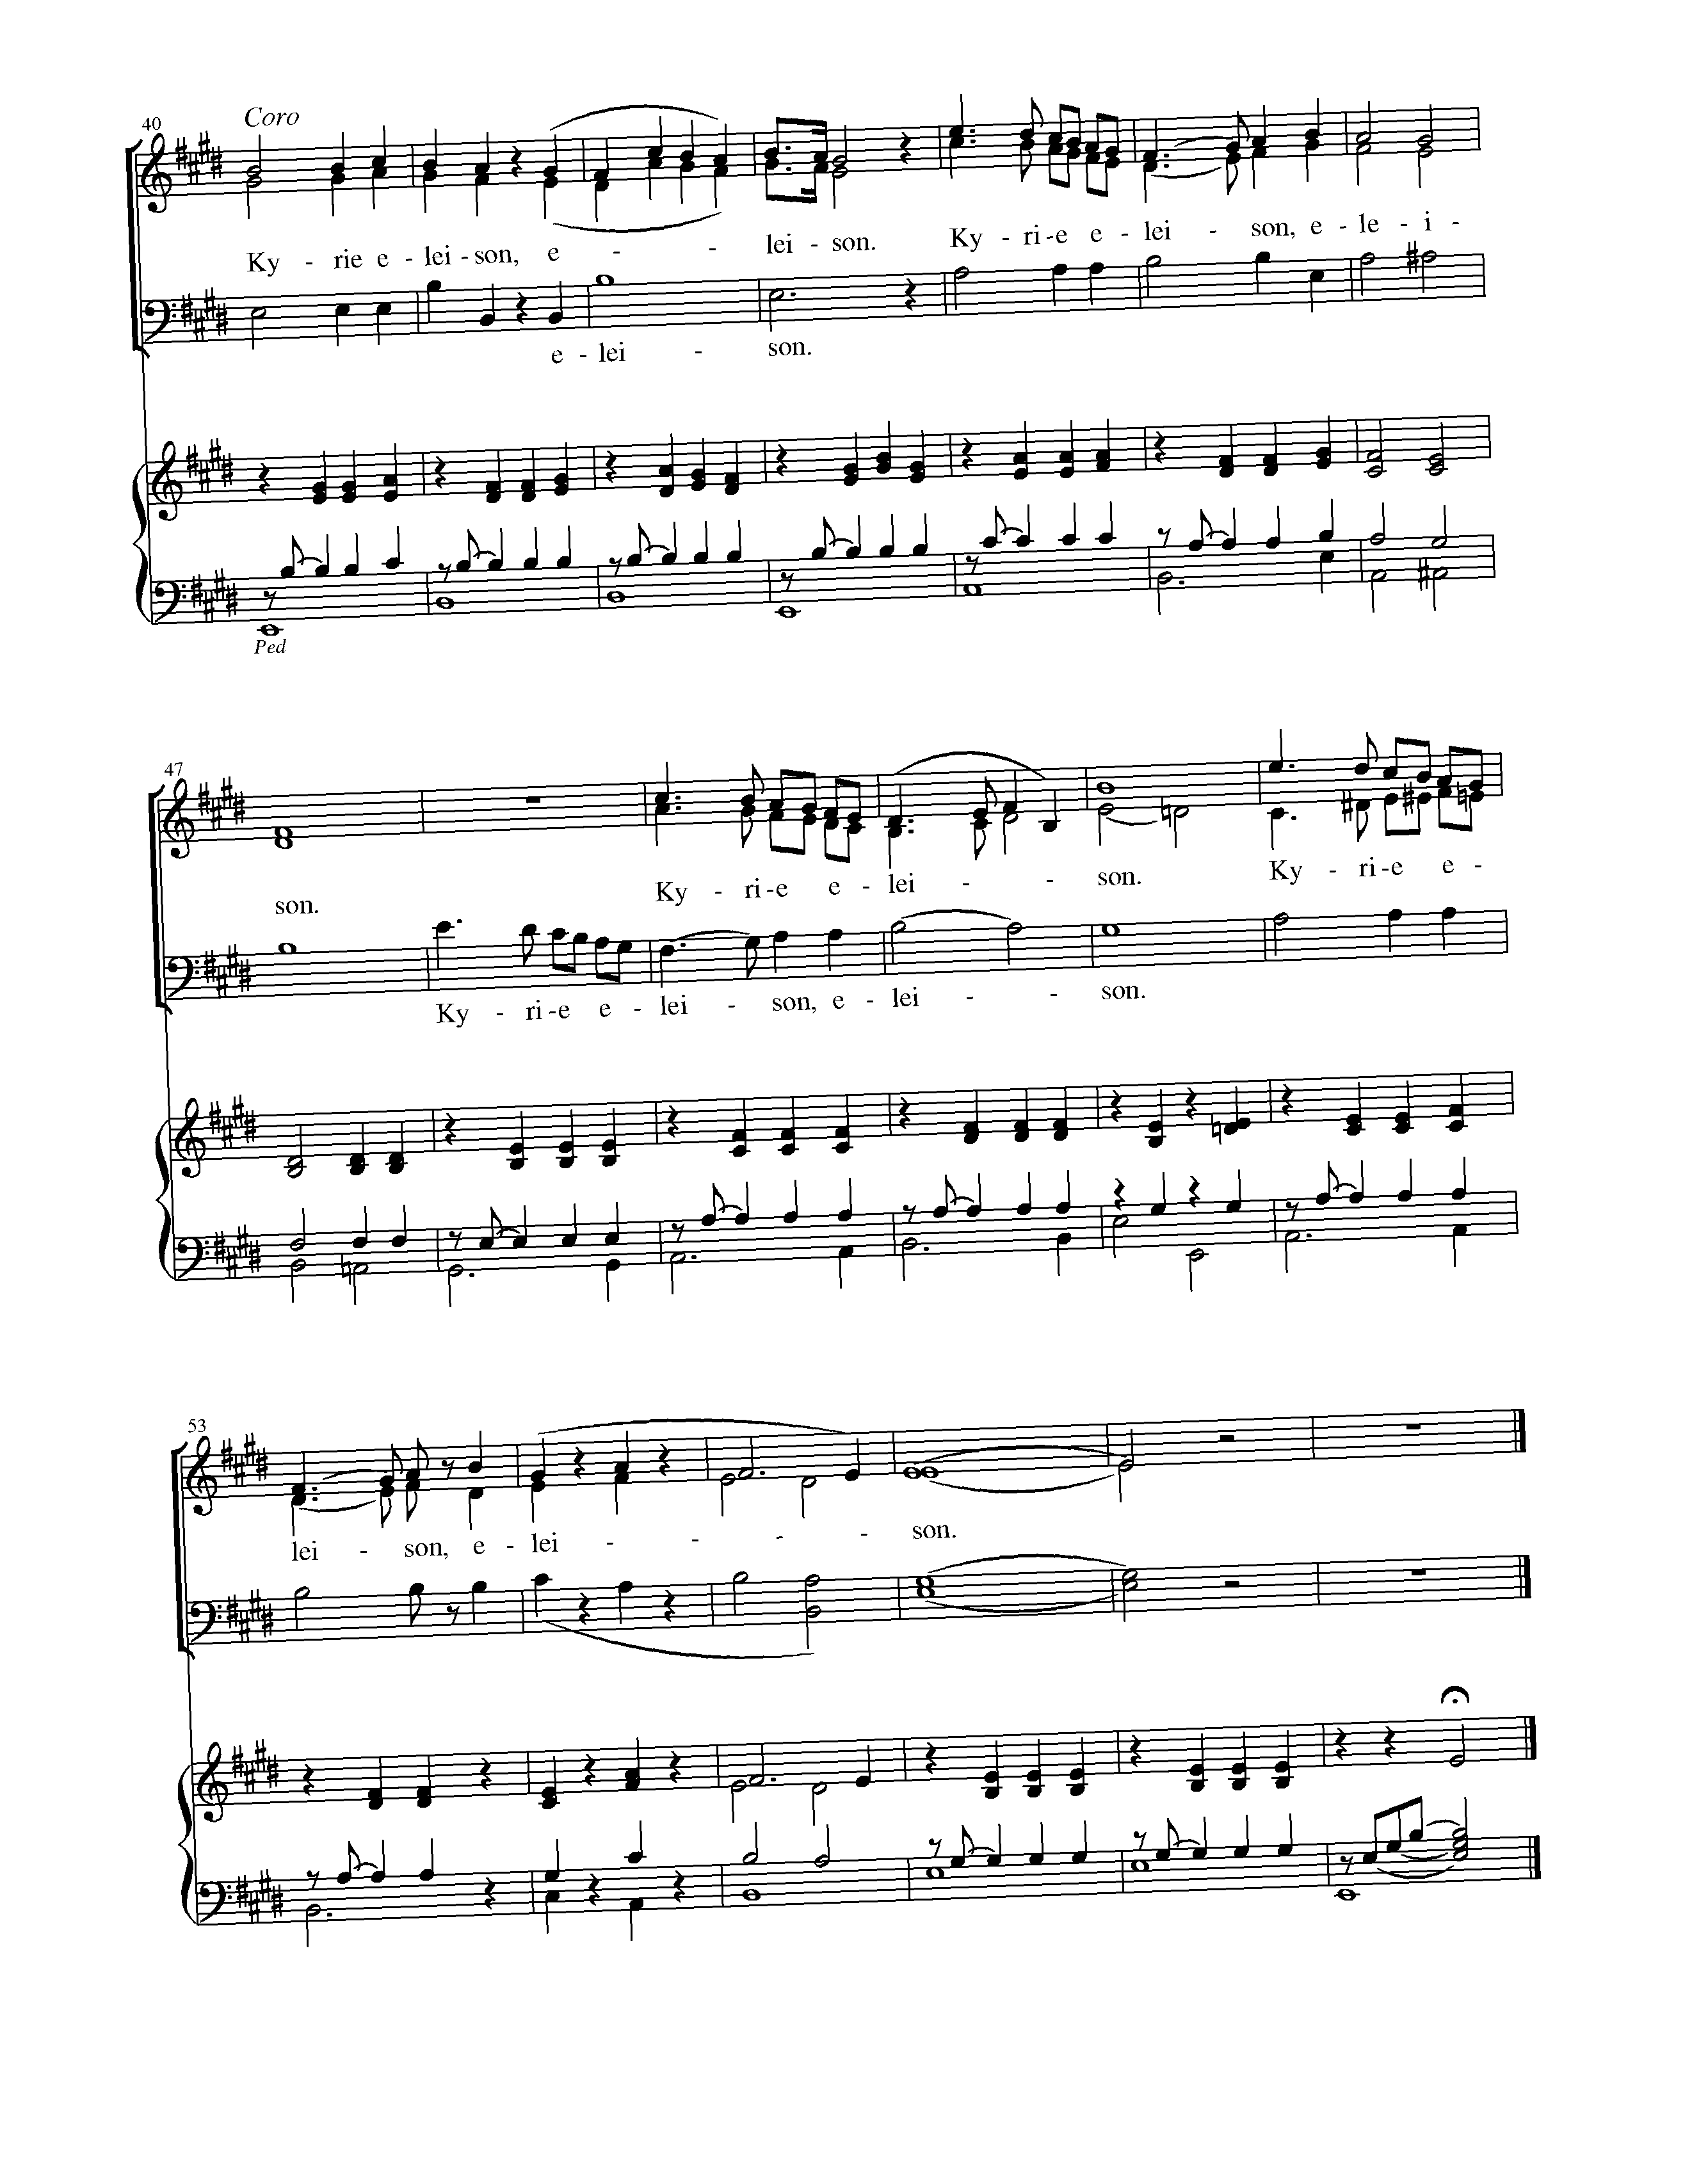 Coro
40
Ky - rie e - lei - son, e - - lei - son. Ky - ri - e e - lei - son, e - le - i -
e - lei - son.
Ped
47
son. Ky - ri - e e - lei - - son. Ky - ri - e e -
Ky - ri - e e - lei - son, e - lei - - son.
53
lei - son, e - lei - - - - son.